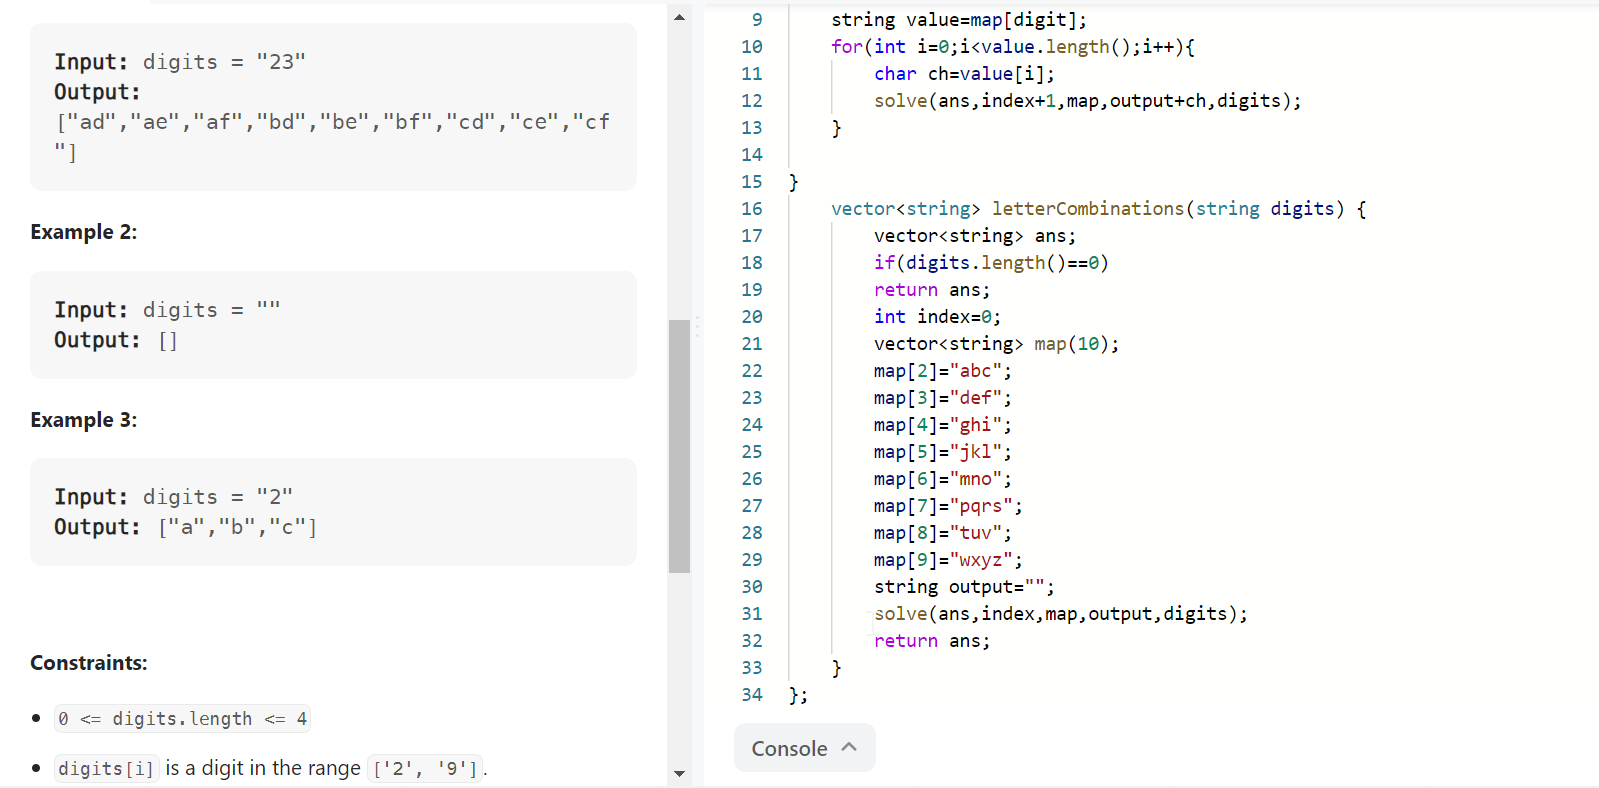 Input: digits = "23"
Output:
["ad","ae","af","bd","be","bf","cd","ce","cf
"]
Example 2:
Input: digits = ""
Output: []
Example 3:
Input: digits = "2"
Output: ["a","b","c"]
Constraints:
0 <= digits.length <= 4
digits[i] is a digit in the range ['2', '9'].
9 string value=map[digit];
10 for(int i=0;i<value.length();i++){
11 char ch=value[i];
12 solve(ans,index+1,map,output+ch,digits);
13 }
14
15 }
16 vector<string> letterCombinations(string digits) {
17 vector<string> ans;
18 if(digits.length()==0)
19 return ans;
20 int index=0;
21 vector<string> map(10);
22 map[2]="abc";
23 map[3]="def";
24 map[4]="ghi";
25 map[5]="jkl";
26 map[6]="mno";
27 map[7]="pqrs";
28 map[8]="tuv";
29 map[9]="wxyz";
30 string output="";
31 solve(ans,index,map,output,digits);
32 return ans;
33 }
34 };
Console